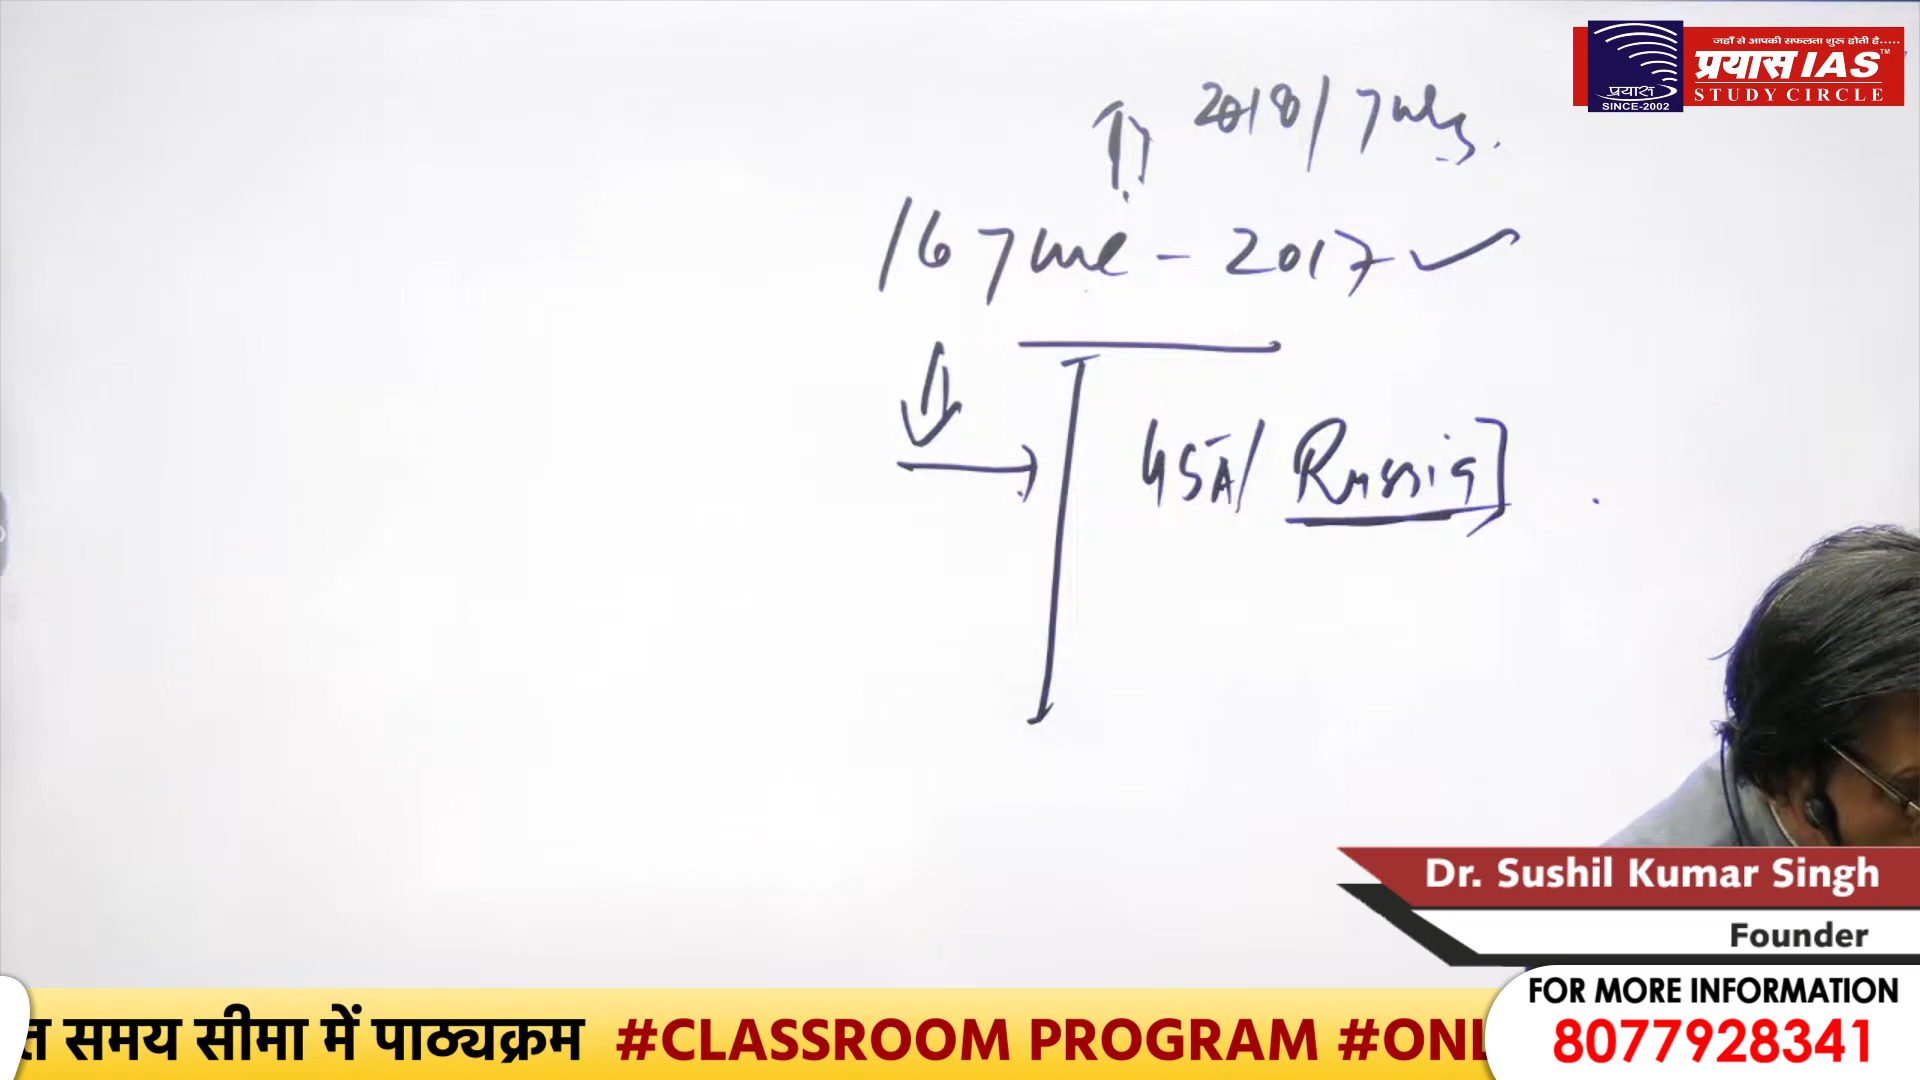 जहाँ से आपकी सफलता शुरू होती है.....
प्रयास IAS TM
STUDY CIRCLE
प्रयास
SINCE-2002
2018 / July.
16 June - 2017 ✓
USA / Russia]
Dr. Sushil Kumar Singh
Founder
FOR MORE INFORMATION
8077928341
त समय सीमा में पाठ्यक्रम #CLASSROOM PROGRAM #ONL